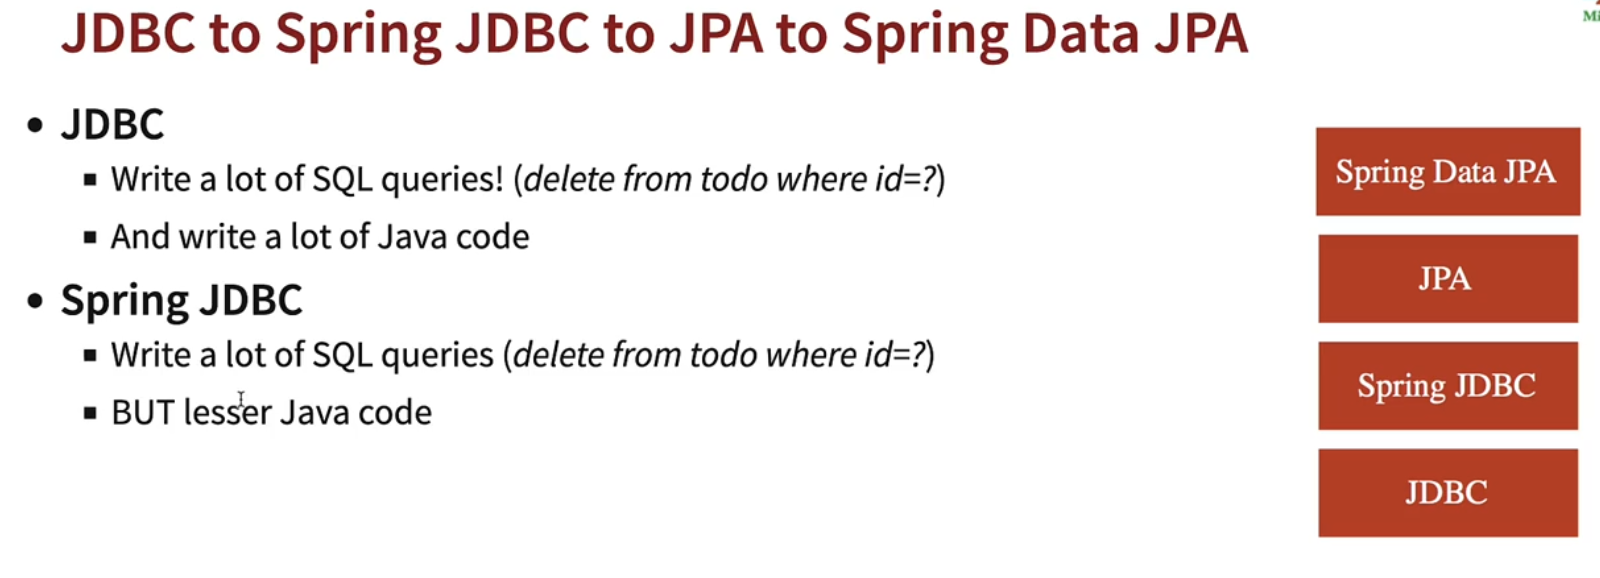 JDBC to Spring JDBC to JPA to Spring Data JPA
• JDBC
▪ Write a lot of SQL queries! (delete from todo where id=?)
▪ And write a lot of Java code
• Spring JDBC
▪ Write a lot of SQL queries (delete from todo where id=?)
▪ BUT lesser Java code
Spring Data JPA
JPA
Spring JDBC
JDBC